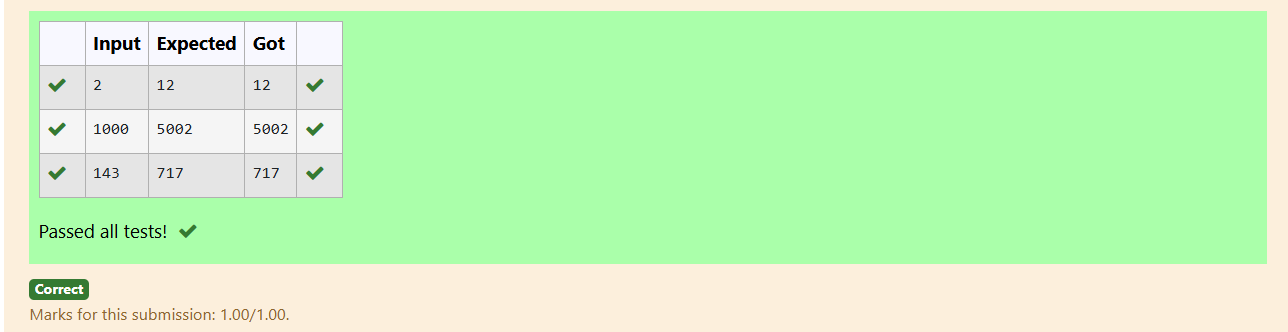 Input Expected Got
2 12 12
1000 5002 5002
143 717 717
Passed all tests!
Correct
Marks for this submission: 1.00/1.00.